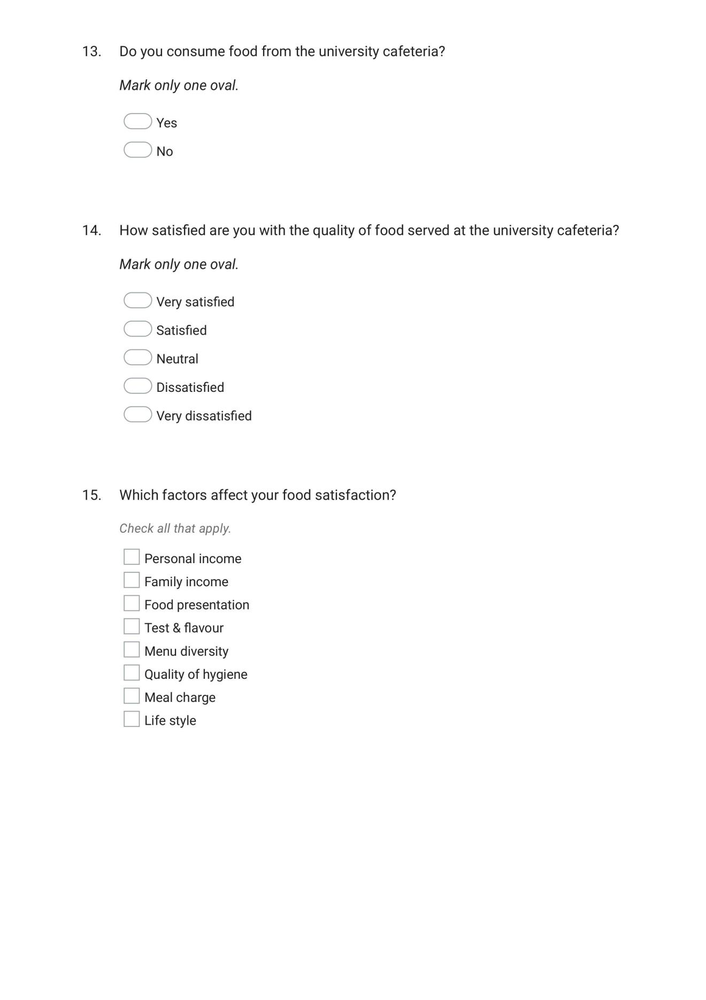 13. Do you consume food from the university cafeteria?
Mark only one oval.
Yes
No
14. How satisfied are you with the quality of food served at the university cafeteria?
Mark only one oval.
Very satisfied
Satisfied
Neutral
Dissatisfied
Very dissatisfied
15. Which factors affect your food satisfaction?
Check all that apply.
Personal income
Family income
Food presentation
Test & flavour
Menu diversity
Quality of hygiene
Meal charge
Life style